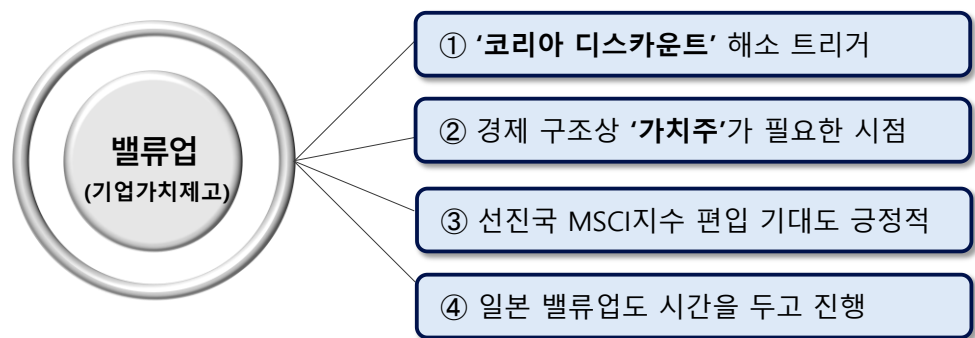 밸류업
(기업가치제고)
① ‘코리아 디스카운트’ 해소 트리거
② 경제 구조상 ‘가치주’가 필요한 시점
③ 선진국 MSCI지수 편입 기대도 긍정적
④ 일본 밸류업도 시간을 두고 진행